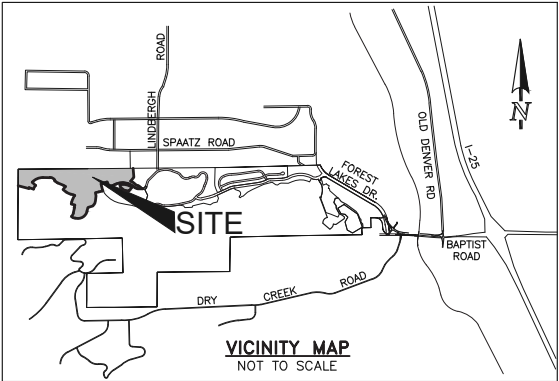 LINDBERGH ROAD
SPAATZ ROAD
FOREST
LAKES DR.
OLD DENVER RD
I-25
N
SITE
BAPTIST
ROAD
DRY CREEK ROAD
VICINITY MAP
NOT TO SCALE